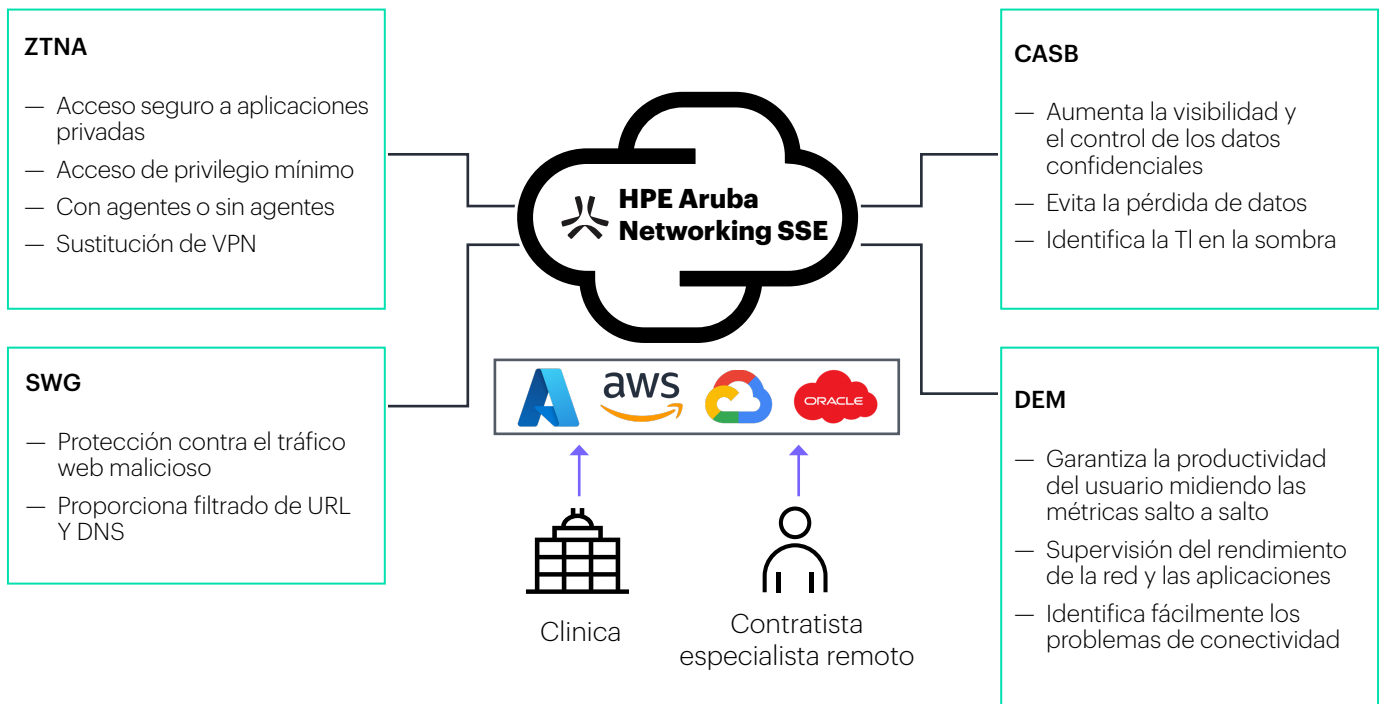 ZTNA
— Acceso seguro a aplicaciones
privadas
— Acceso de privilegio mínimo
— Con agentes o sin agentes
— Sustitución de VPN
SWG
— Protección contra el tráfico
web malicioso
— Proporciona filtrado de URL
Y DNS
HPE Aruba
Networking SSE
aws
ORACLE
Clinica
Contratista
especialista remoto
CASB
— Aumenta la visibilidad y
el control de los datos
confidenciales
— Evita la pérdida de datos
— Identifica la Tl en la sombra
DEM
— Garantiza la productividad
del usuario midiendo las
métricas salto a salto
— Supervisión del rendimiento
de la red y las aplicaciones
— Identifica fácilmente los
problemas de conectividad